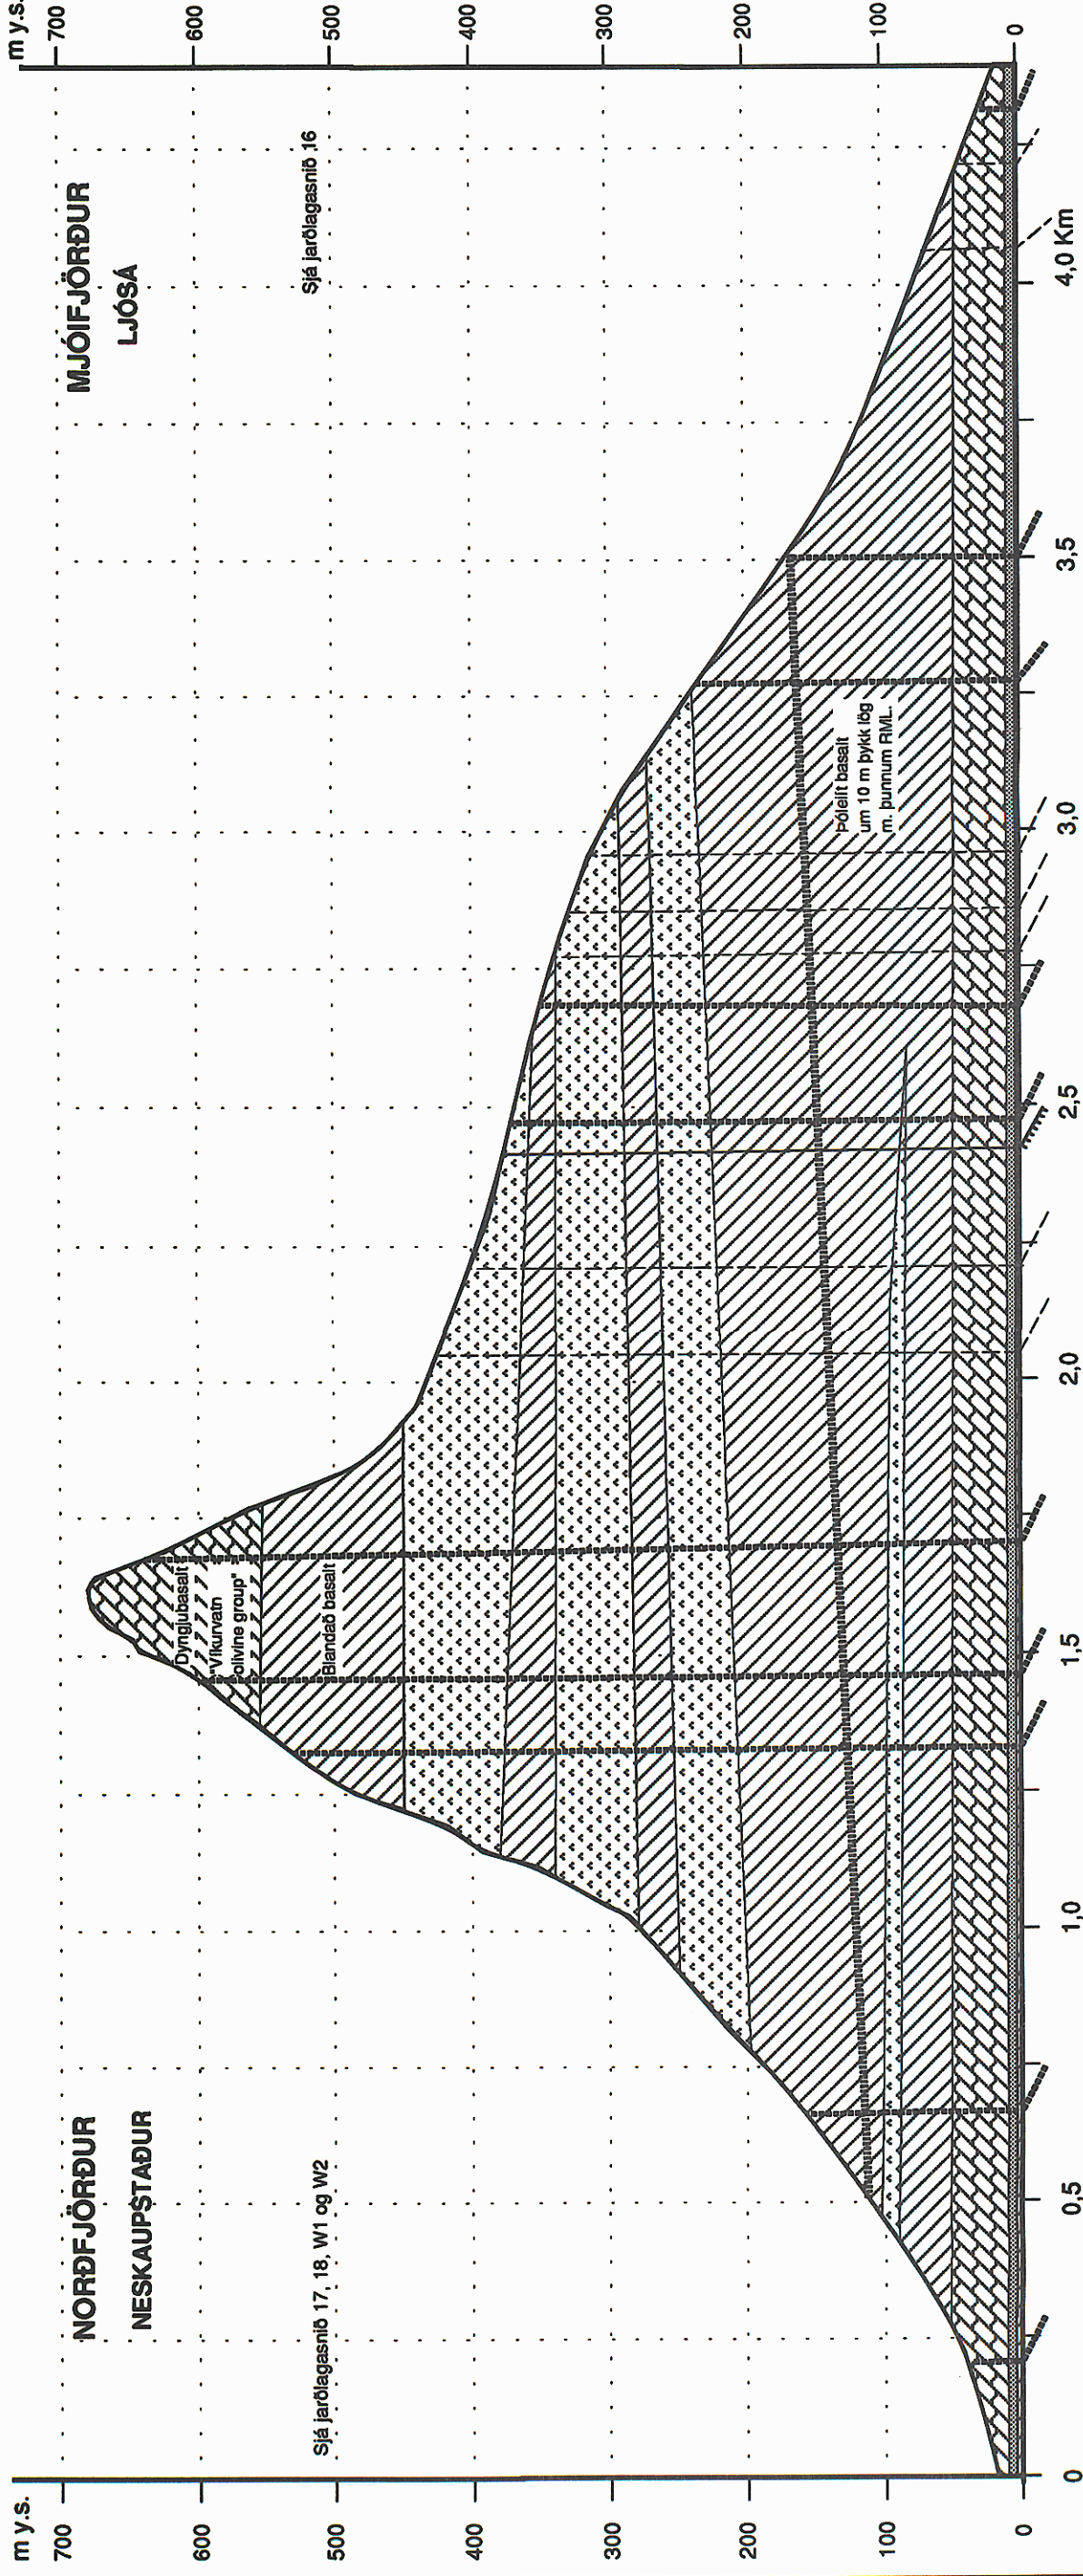 m y.s.
700
600
500
400
300
200
100
0
NORÐFJÖRÐUR
NESKAUPSTAÐUR
Sjá jarðlagasnið 17, 18, W1 og W2
MJÓIFJÖRÐUR
LJÓSÁ
Sjá jarðlagasnið 16
m y.s.
700
600
500
400
300
200
100
0
Dyngjubasalt
"Víkurvatn
olivine group"
Blandað basalt
Þóleiít basalt
um 10 m þykk lög
m. þunnum RML.
0
0,5
1,0
1,5
2,0
2,5
3,0
3,5
4,0 Km